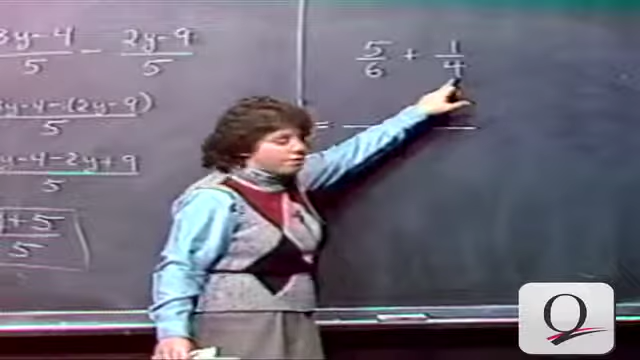 3y-4/5 - 2y-9/5
y-4-(2y-9)/5
y-4-2y+9/5
+5/5
5/6 + 1/4
=
Q